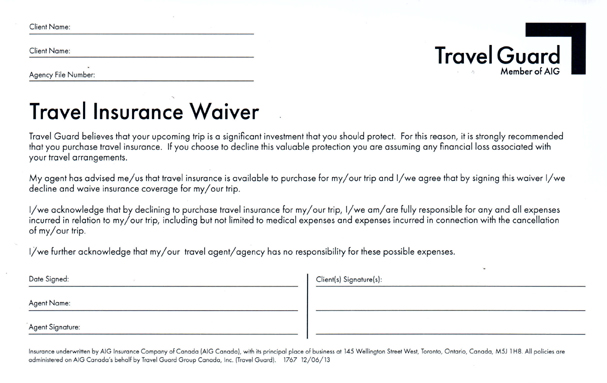 Client Name:
Client Name:
Agency File Number:
Travel Guard
Member of AIG
Travel Insurance Waiver
Travel Guard believes that your upcoming trip is a significant investment that you should protect. For this reason, it is strongly recommended
that you purchase travel insurance. If you choose to decline this valuable protection you are assuming any financial loss associated with
your travel arrangements.
My agent has advised me/us that travel insurance is available to purchase for my/our trip and I/we agree that by signing this waiver I/we
decline and waive insurance coverage for my/our trip.
I/we acknowledge that by declining to purchase travel insurance for my/our trip, I/we am/are fully responsible for any and all expenses
incurred in relation to my/our trip, including but not limited to medical expenses and expenses incurred in connection with the cancellation
of my/our trip.
I/we further acknowledge that my/our travel agent/agency has no responsibility for these possible expenses.
Date Signed:
Agent Name:
Agent Signature:
Client(s) Signature(s):
Insurance underwritten by AIG Insurance Company of Canada (AIG Canada), with its principal place of business at 145 Wellington Street West, Toronto, Ontario, Canada, M5J 1H8. All policies are
administered on AIG Canada's behalf by Travel Guard Group Canada, Inc. (Travel Guard). 1767 12/06/13